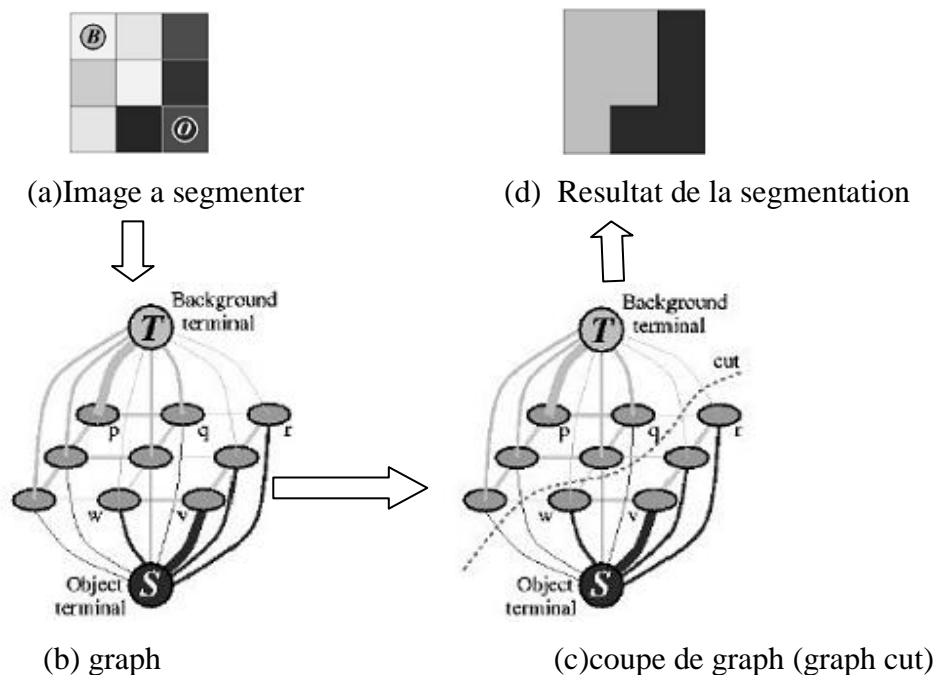 B
O
(a)Image a segmenter
(d) Resultat de la segmentation
Background
terminal
T
p
q
r
w
v
Object
terminal
S
(b) graph
Background
terminal
T
cut
p
q
r
w
v
Object
terminal
S
(c)coupe de graph (graph cut)